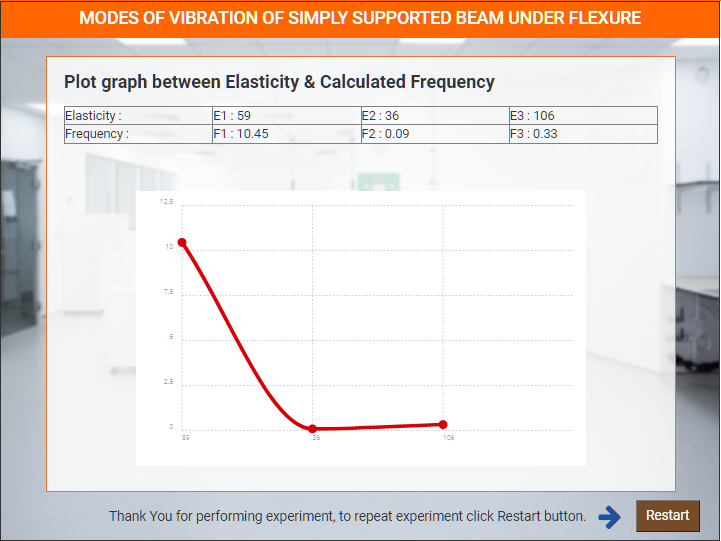 MODES OF VIBRATION OF SIMPLY SUPPORTED BEAM UNDER FLEXURE
Plot graph between Elasticity & Calculated Frequency
Elasticity : E1 : 59 E2 : 36 E3 : 106
Frequency : F1 : 10.45 F2 : 0.09 F3 : 0.33
12.5
10
7.5
5
2.5
0
59 36 106
Thank You for performing experiment, to repeat experiment click Restart button.
Restart